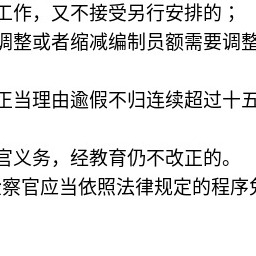 工作，又不接受另行安排的；
调整或者缩减编制员额需要调整
正当理由逾假不归连续超过十五
官义务，经教育仍不改正的。
察官应当依照法律规定的程序免